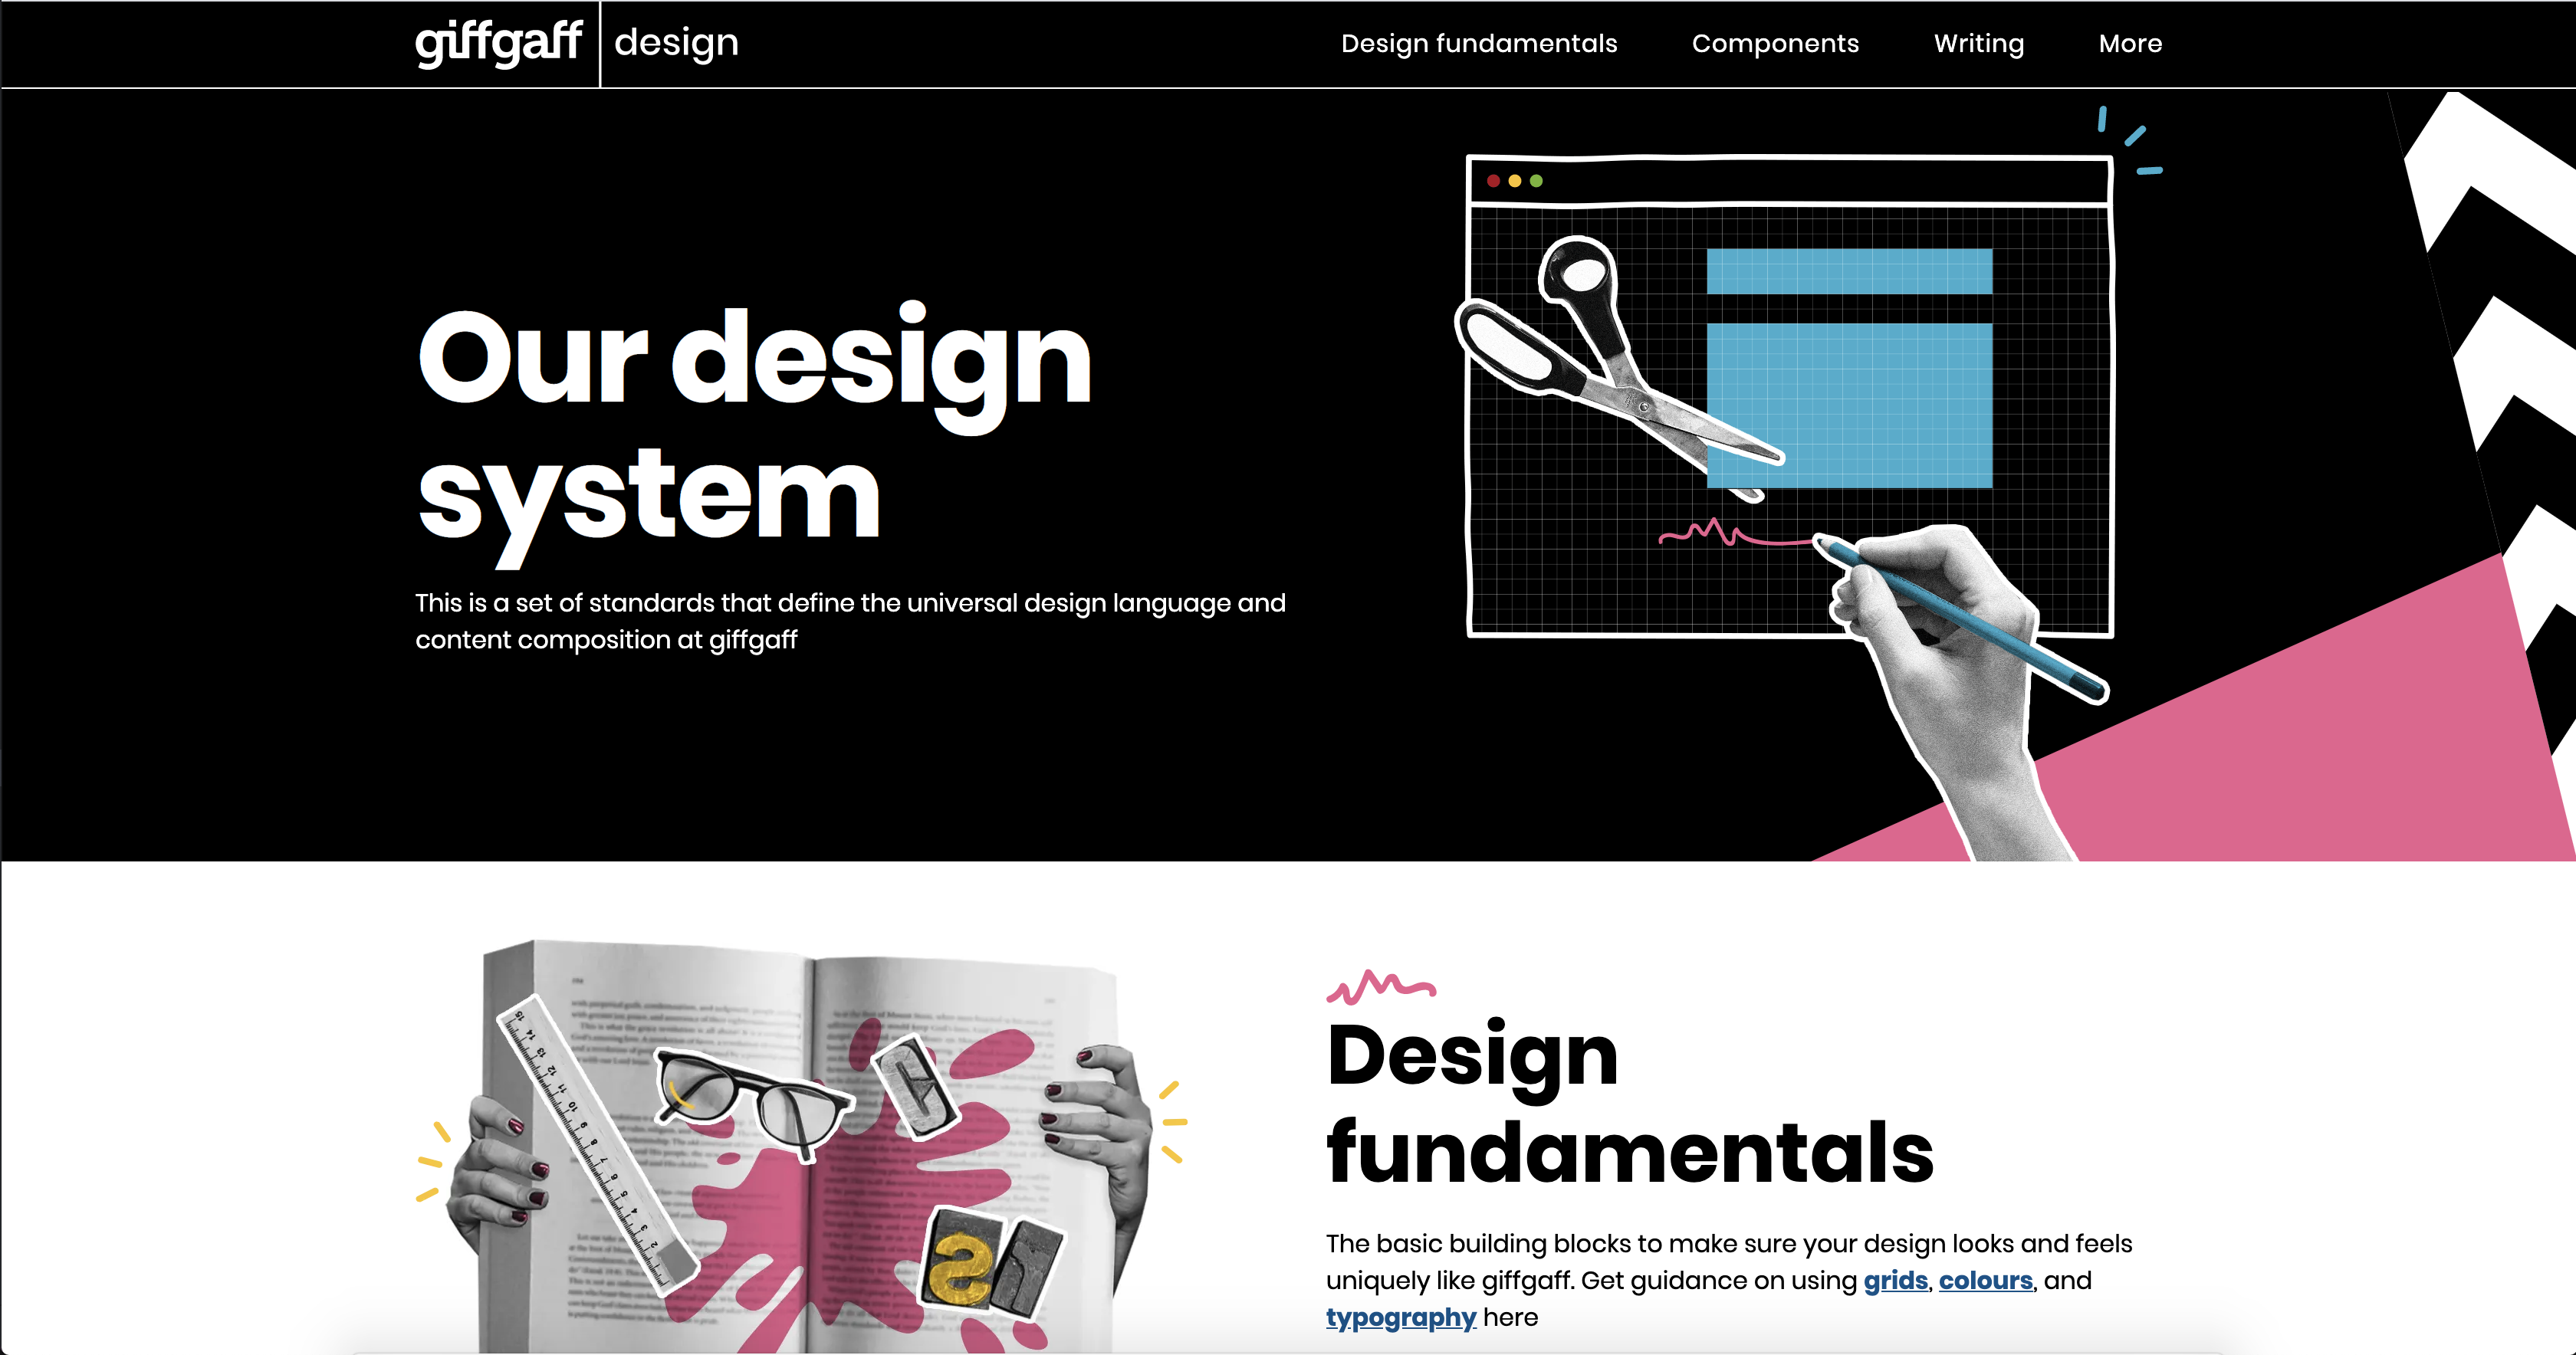 giffgaff design
Design fundamentals
Components
Writing
More
Our design
system
This is a set of standards that define the universal design language and
content composition at giffgaff
Design
fundamentals
The basic building blocks to make sure your design looks and feels
uniquely like giffgaff. Get guidance on using grids, colours, and
typography here